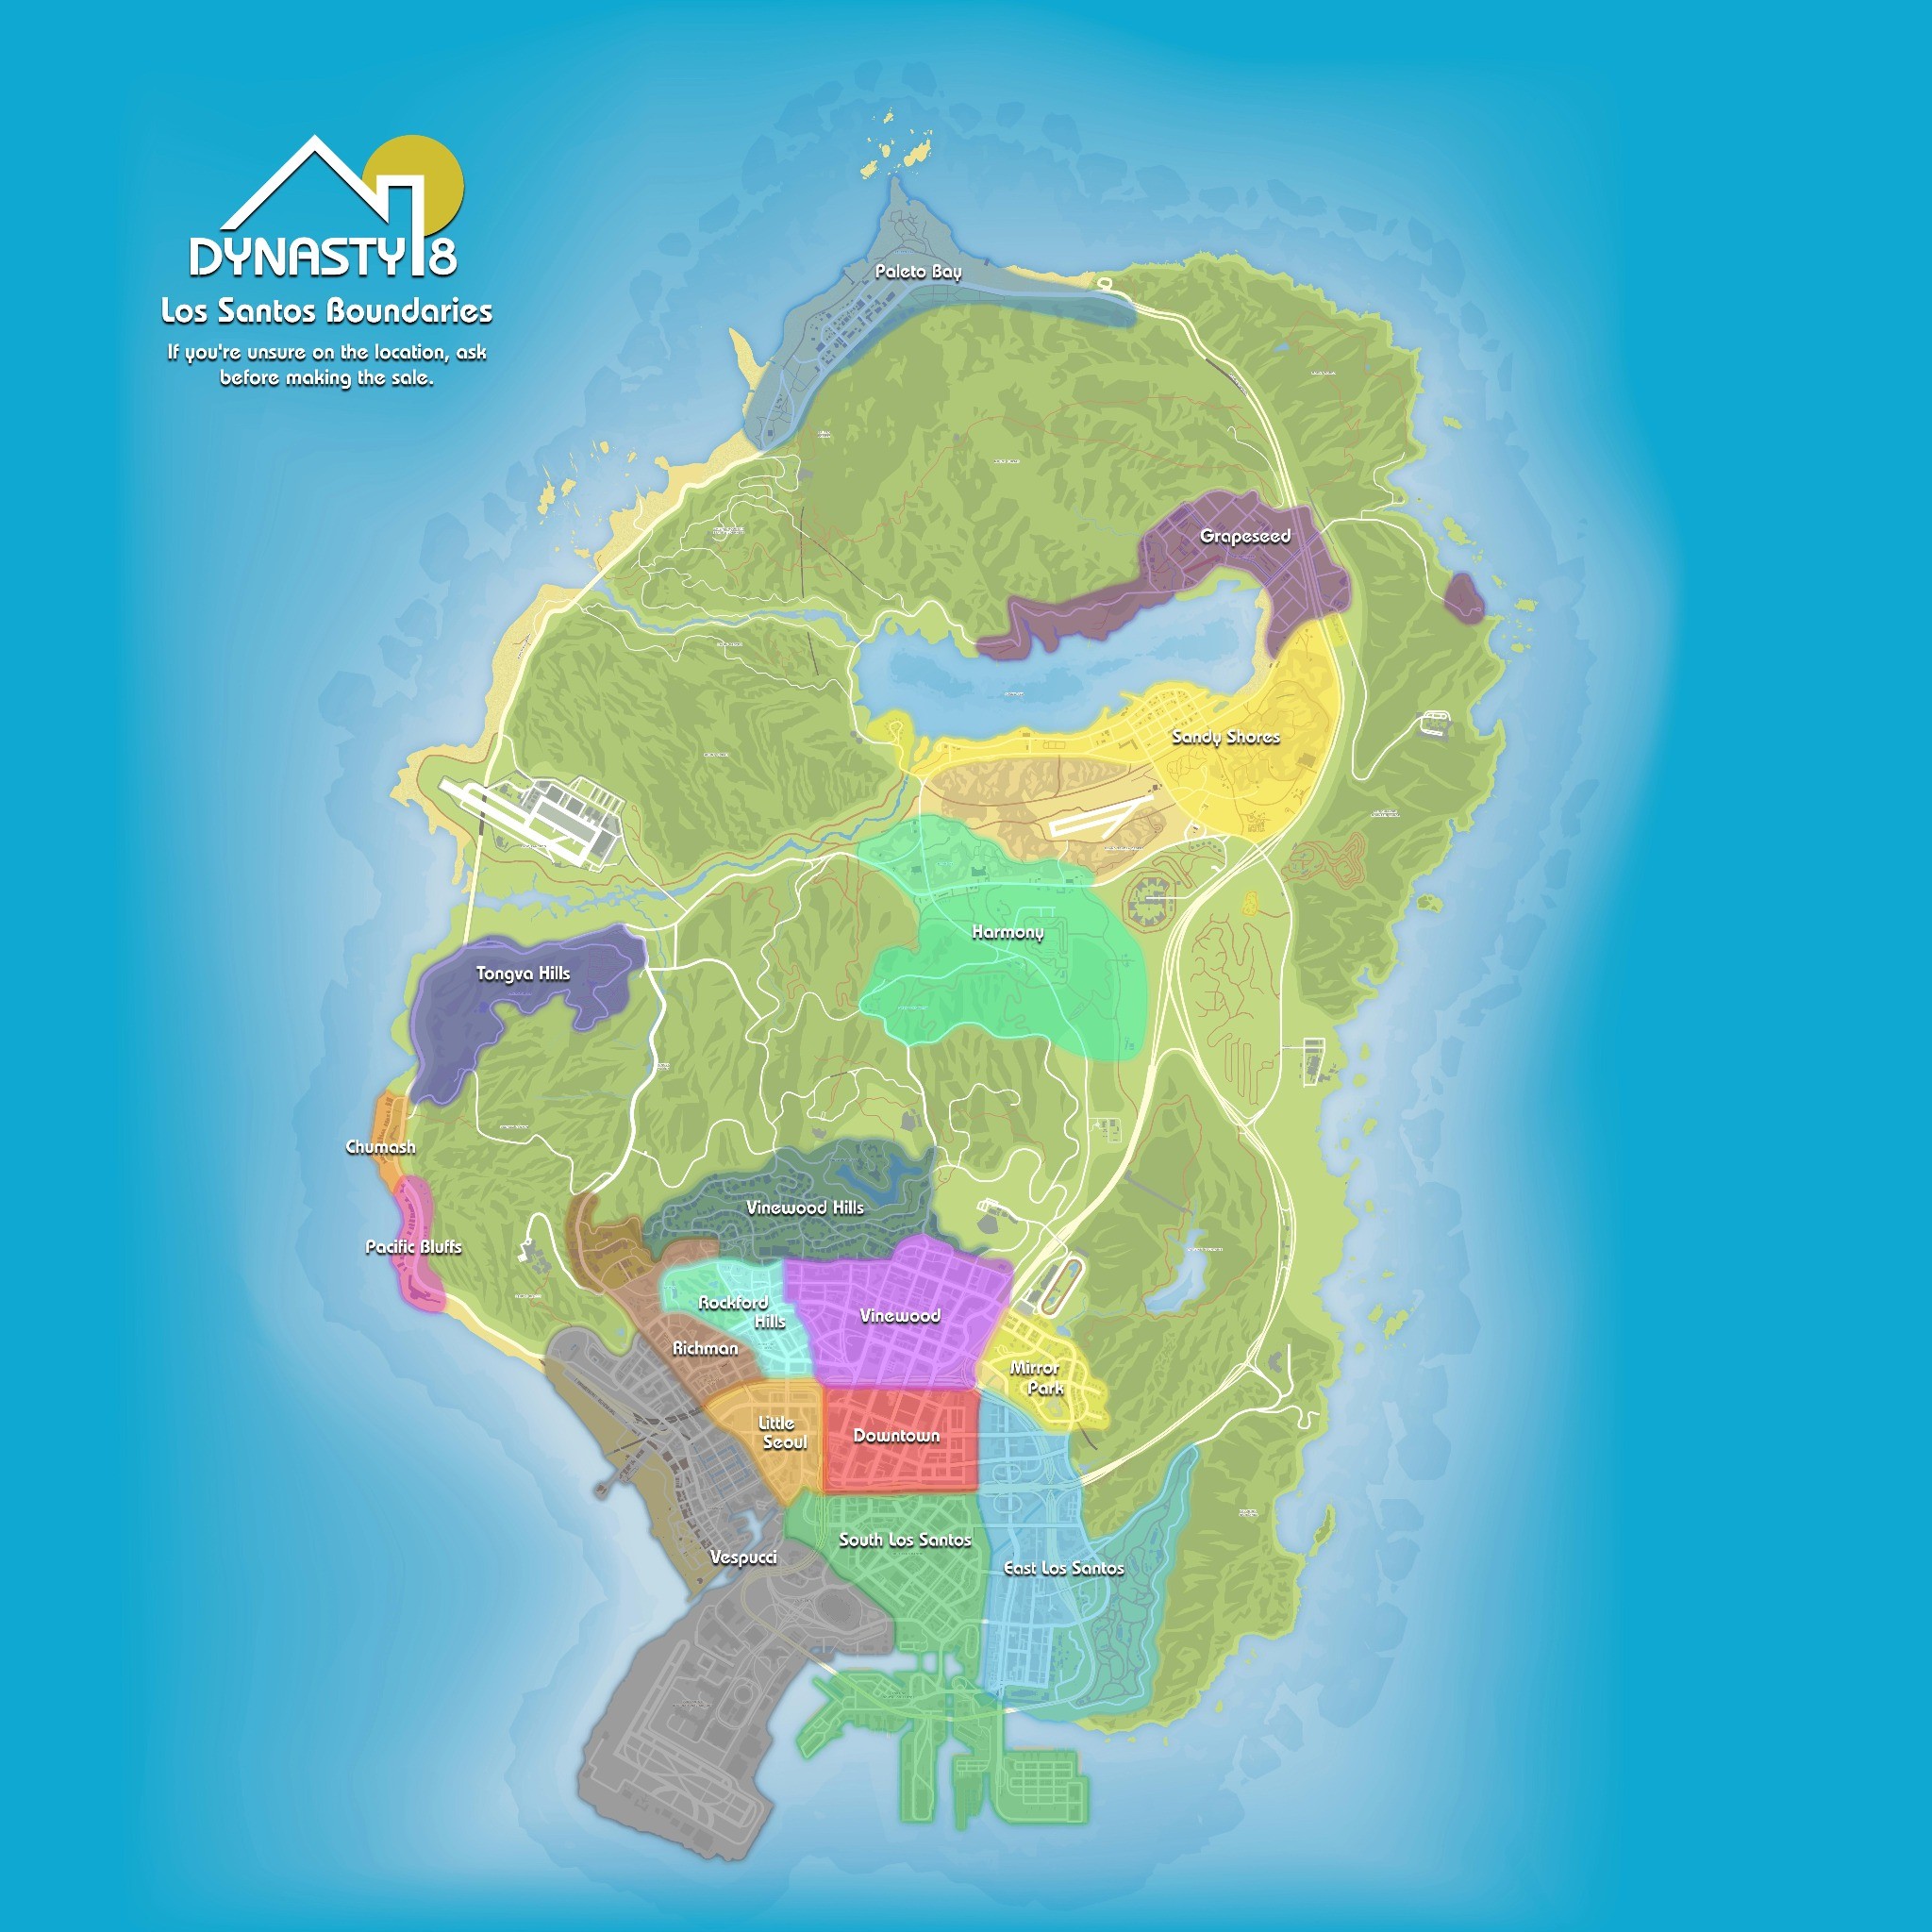 DYNASTY 8
Los Santos Boundaries
If you're unsure on the location, ask
before making the sale.
Paleto Bay
Grapeseed
Sandy Shores
Harmony
Tongva Hills
Chumash
Vinewood Hills
Pacific Bluffs
Rockford
Hills
Vinewood
Richman
Mirror
Park
Little
Seoul
Downtown
South Los Santos
Vespucci
East Los Santos